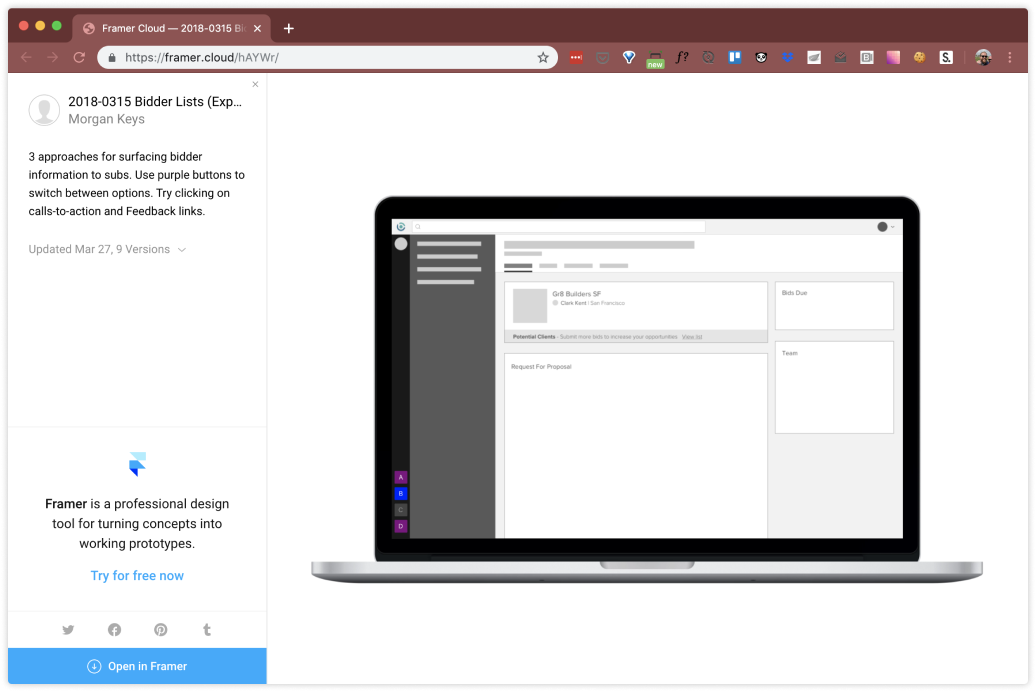 Framer Cloud — 2018-0315 Bi
https://framer.cloud/hAYWr/
new
f?
S.
2018-0315 Bidder Lists (Exp...
Morgan Keys
3 approaches for surfacing bidder
information to subs. Use purple buttons to
switch between options. Try clicking on
calls-to-action and Feedback links.
Updated Mar 27, 9 Versions
Framer is a professional design
tool for turning concepts into
working prototypes.
Try for free now
Open in Framer
Gr8 Builders SF
Clark Kent | San Francisco
Potential Clients - Submit more bids to increase your opportunities View list
Request For Proposal
Bids Due
Team
A
B
C
D